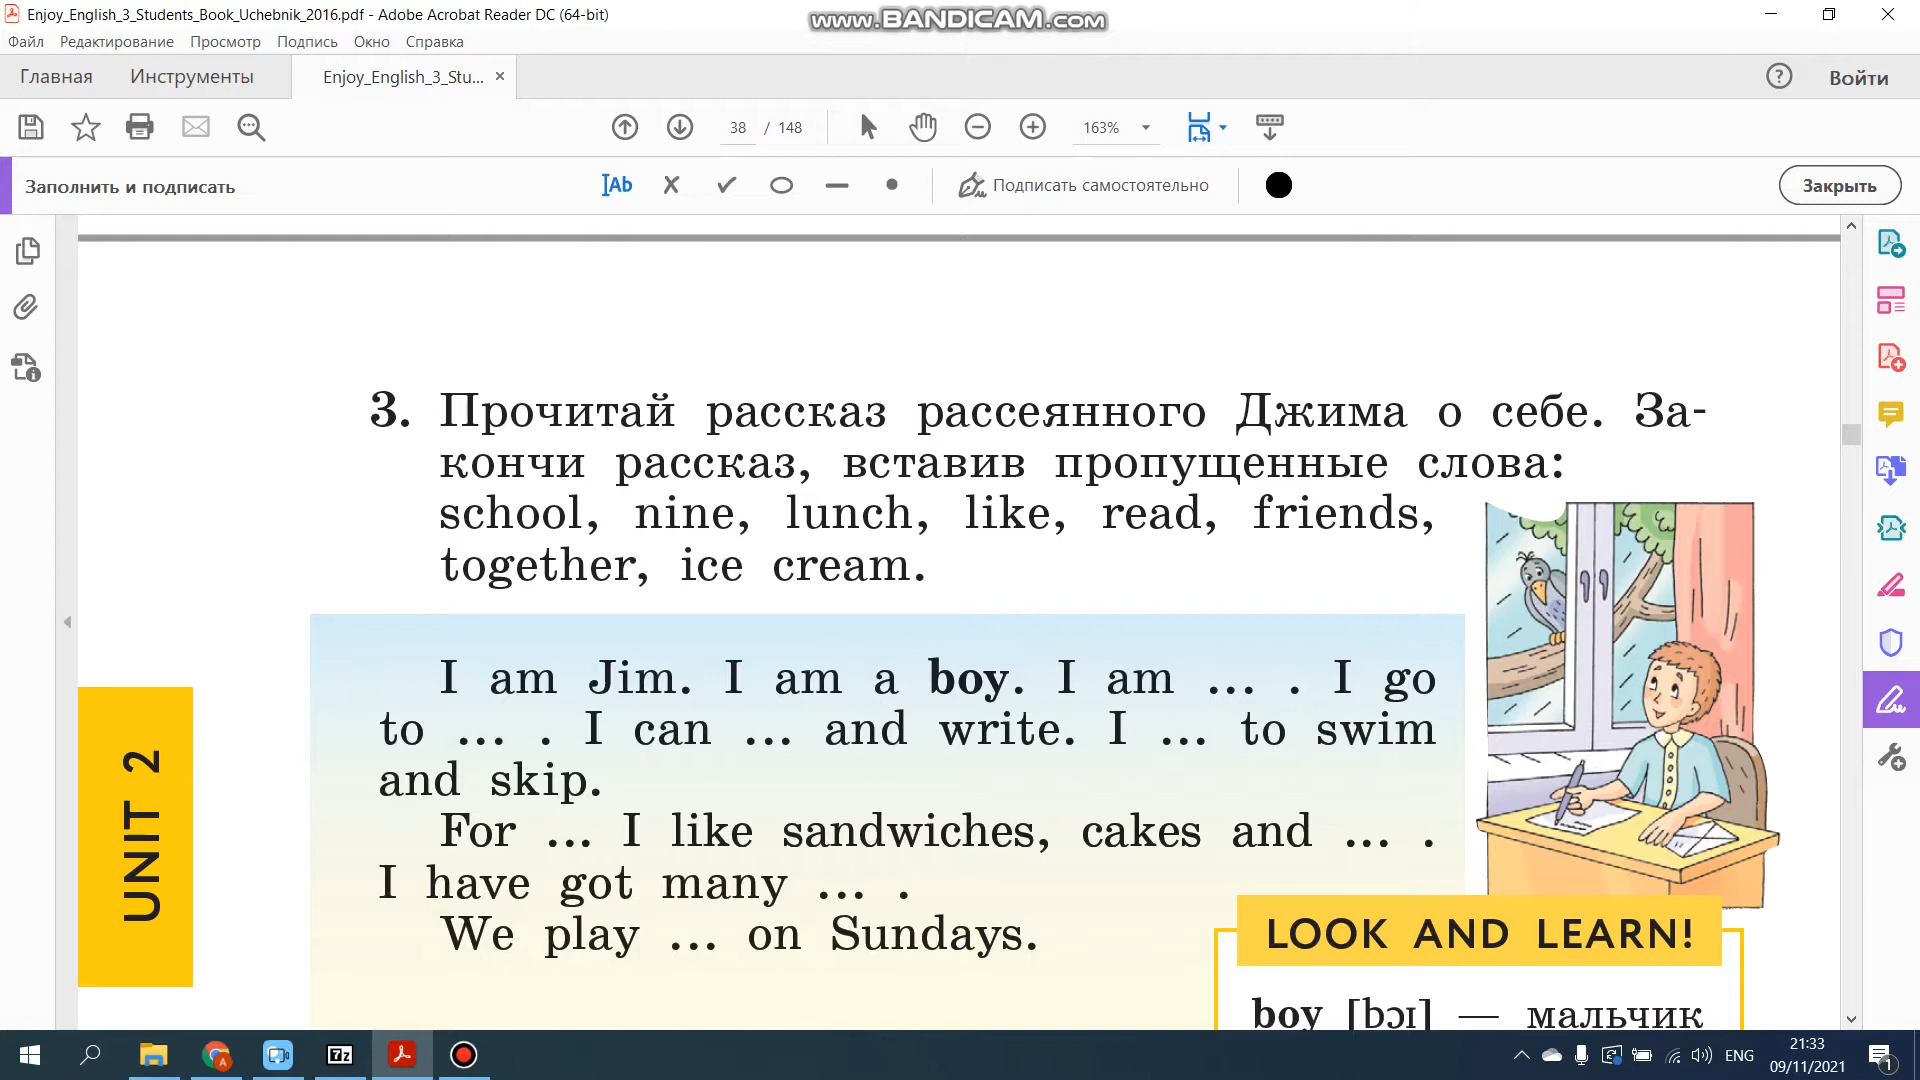 Enjoy_English_3_Students_Book_Uchebnik_2016.pdf - Adobe Acrobat Reader DC (64-bit)
www.BANDICAM.com
Файл Редактирование Просмотр Подпись Окно Справка
Главная Инструменты Enjoy_English_3_Stu... × Войти
38 / 148 163%
Заполнить и подписать Ab Подписать самостоятельно Закрыть
3. Прочитай рассказ рассеянного Джима о себе. За-
кончи рассказ, вставив пропущенные слова:
school, nine, lunch, like, read, friends,
together, ice cream.
I am Jim. I am a boy. I am ... . I go
to ... . I can ... and write. I ... to swim
and skip.
For ... I like sandwiches, cakes and ... .
I have got many ... .
We play ... on Sundays.
UNIT 2
LOOK AND LEARN!
boy [bɔɪ] — мальчик
7z
ENG
21:33
09/11/2021
1